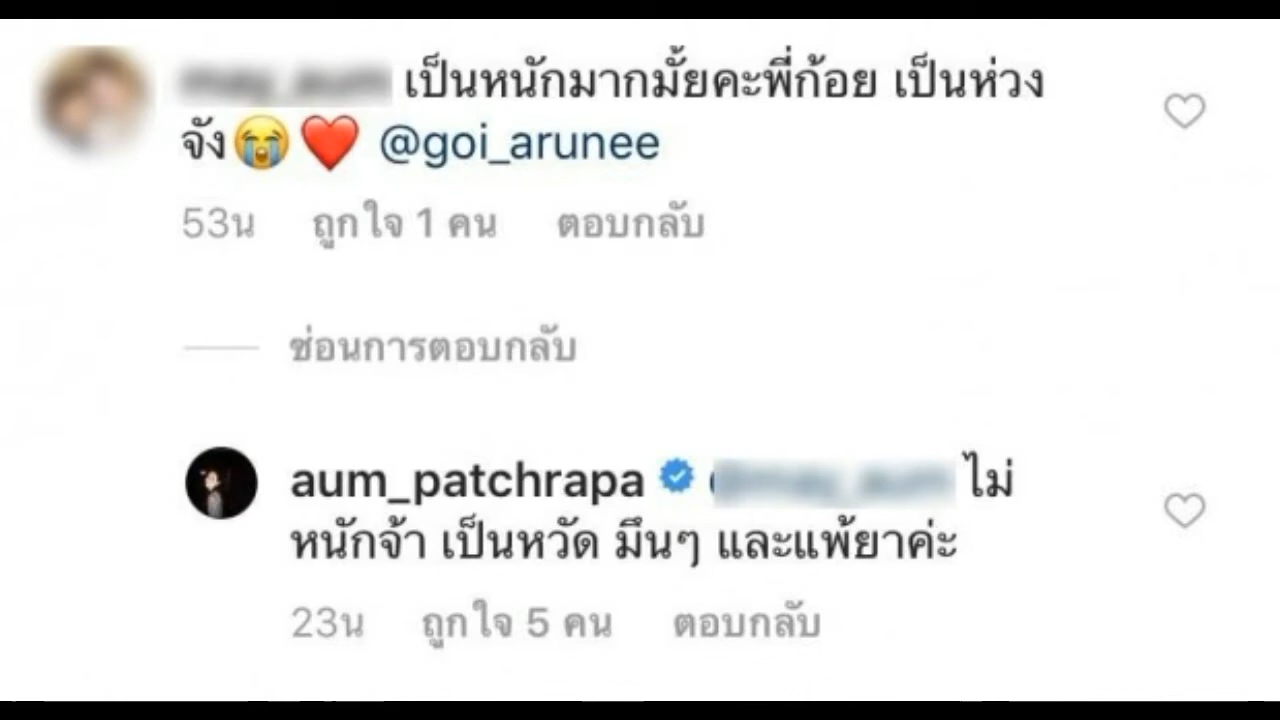 เป็นหนักมากมั้ยคะพี่ก้อย เป็นห่วง
จัง😭❤️ @goi_arunee
53น ถูกใจ 1 คน ตอบกลับ
ซ่อนการตอบกลับ
aum_patchrapa ไม่
หนักจ้า เป็นหวัด มึนๆ และแพ้ยาค่ะ
23น ถูกใจ 5 คน ตอบกลับ